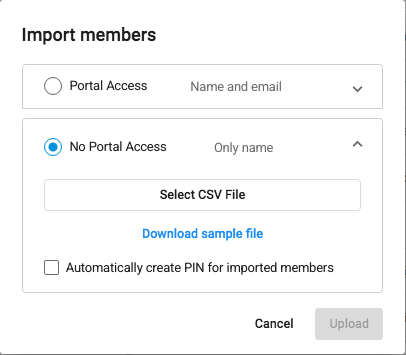 Import members
Portal Access Name and email
No Portal Access Only name
Select CSV File
Download sample file
Automatically create PIN for imported members
Cancel Upload